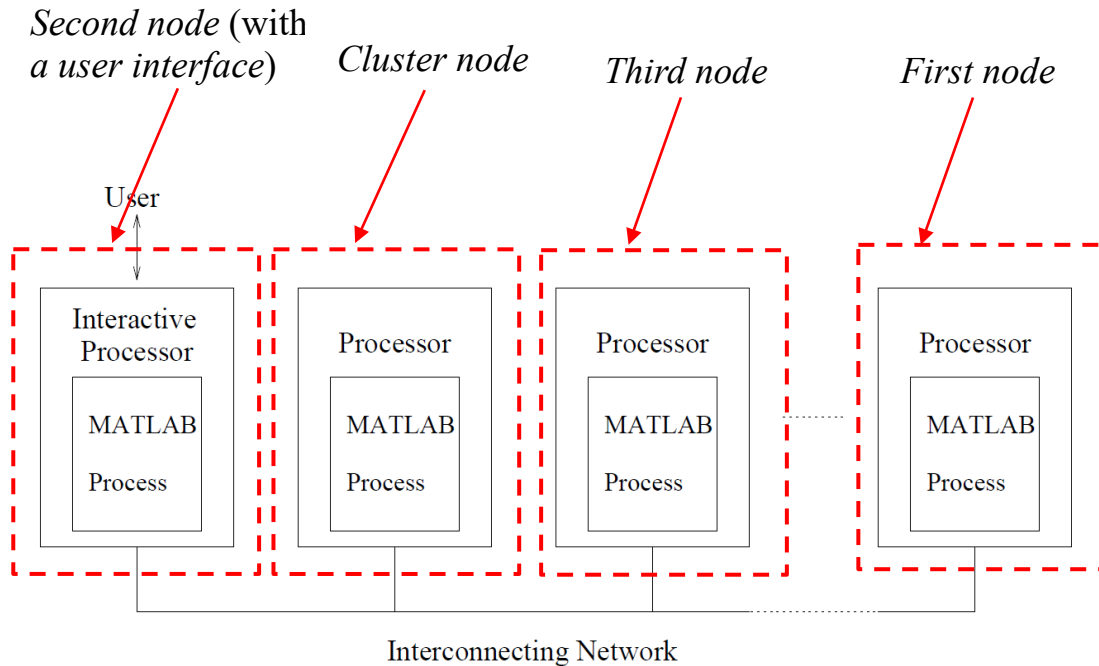 Second node (with
a user interface)
Cluster node
Third node
First node
User
Interactive
Processor
MATLAB
Process
Processor
MATLAB
Process
Processor
MATLAB
Process
Processor
MATLAB
Process
Interconnecting Network